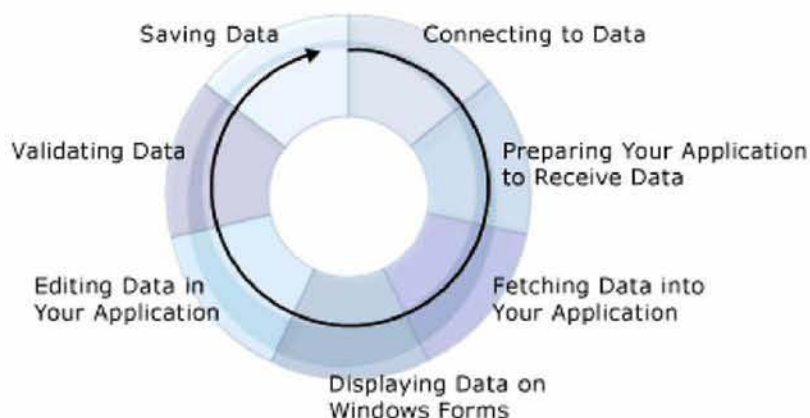 Saving Data
Connecting to Data
Validating Data
Preparing Your Application
to Receive Data
Editing Data in
Your Application
Fetching Data into
Your Application
Displaying Data on
Windows Forms